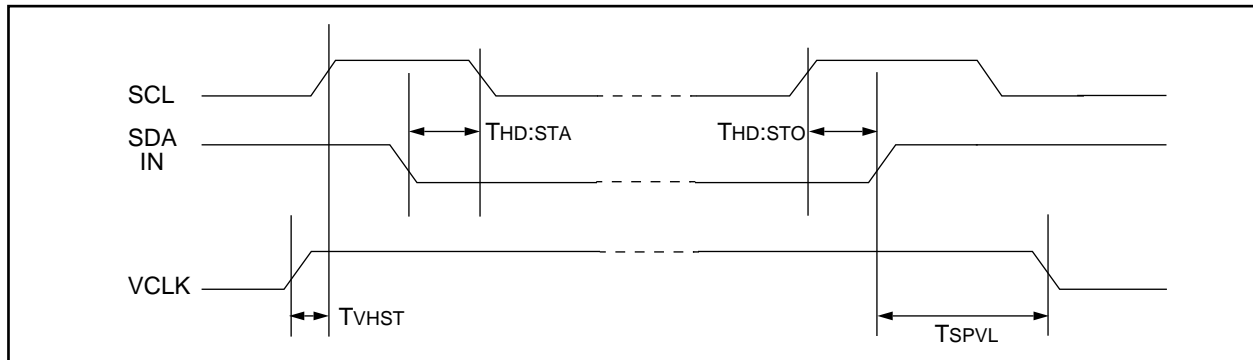 SCL
THD:STA
THD:STO
SDA
IN
VCLK
TVHST
TSPVL